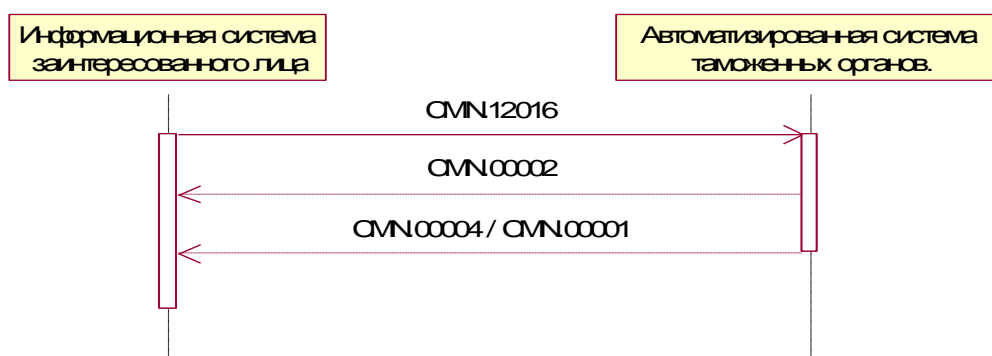 Информационная система
заинтересованного лица
Автоматизированная система
таможенных органов.
CMN.12016
CMN.00002
CMN.00004 / CMN.00001